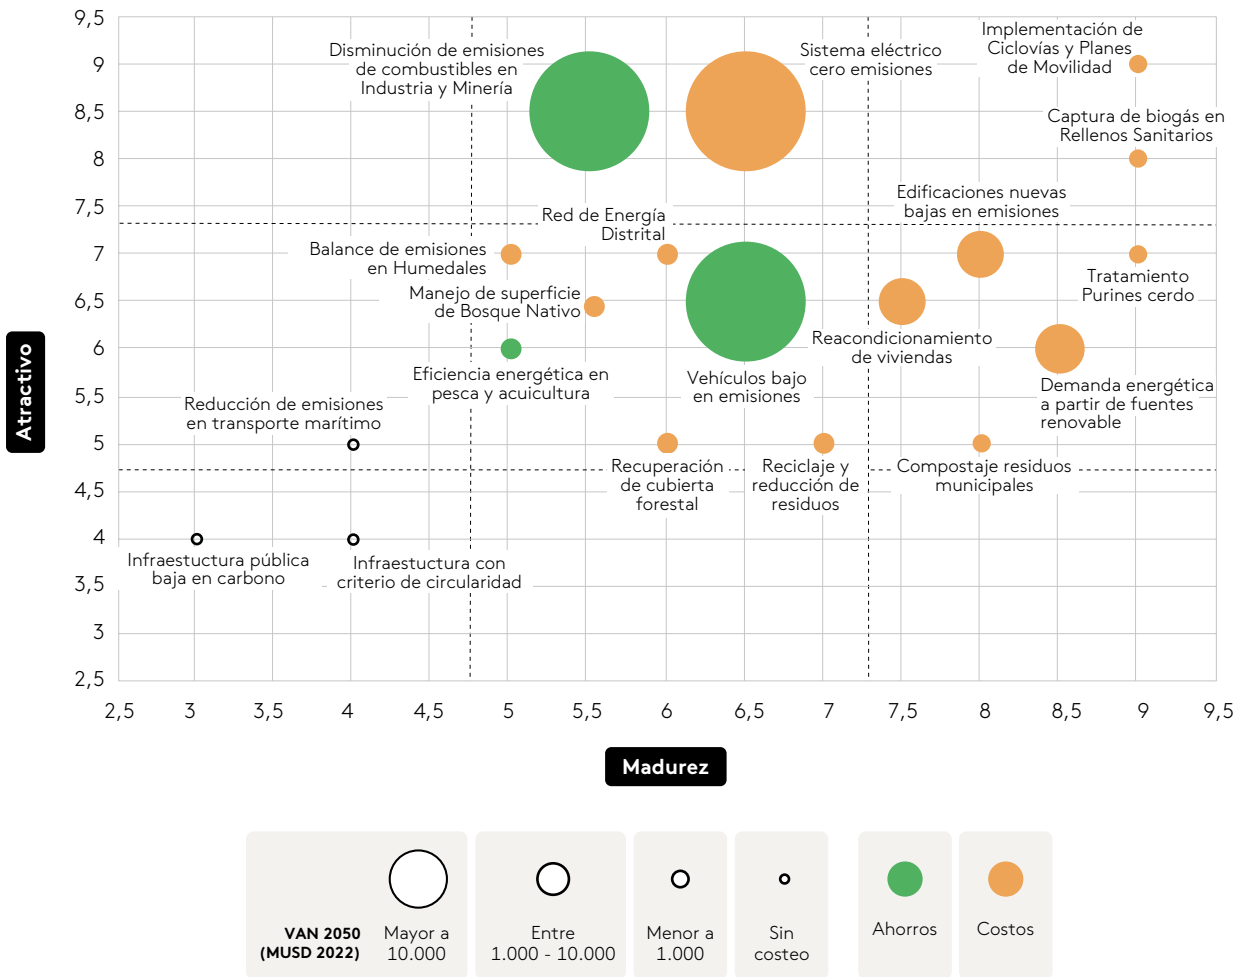 9,5
9
8,5
8
7,5
7
6,5
6
5,5
5
4,5
4
3,5
3
2,5
Atractivo
Disminución de emisiones
de combustibles en
Industria y Minería
Sistema eléctrico
cero emisiones
Implementación de
Ciclovías y Planes
de Movilidad
Captura de biogás en
Rellenos Sanitarios
Edificaciones nuevas
bajas en emisiones
Red de Energía
Distrital
Balance de emisiones
en Humedales
Manejo de superficie
de Bosque Nativo
Tratamiento
Purines cerdo
Reacondicionamiento
de viviendas
Eficiencia energética en
pesca y acuicultura
Vehículos bajo
en emisiones
Demanda energética
a partir de fuentes
renovable
Reducción de emisiones
en transporte marítimo
Recuperación
de cubierta
forestal
Reciclaje y
reducción de
residuos
Compostaje residuos
municipales
Infraestuctura pública
baja en carbono
Infraestuctura con
criterio de circularidad
2,5
3
3,5
4
4,5
5
5,5
6
6,5
7
7,5
8
8,5
9
9,5
Madurez
VAN 2050
(MUSD 2022)
Mayor a
10.000
Entre
1.000 - 10.000
Menor a
1.000
Sin
costeo
Ahorros
Costos